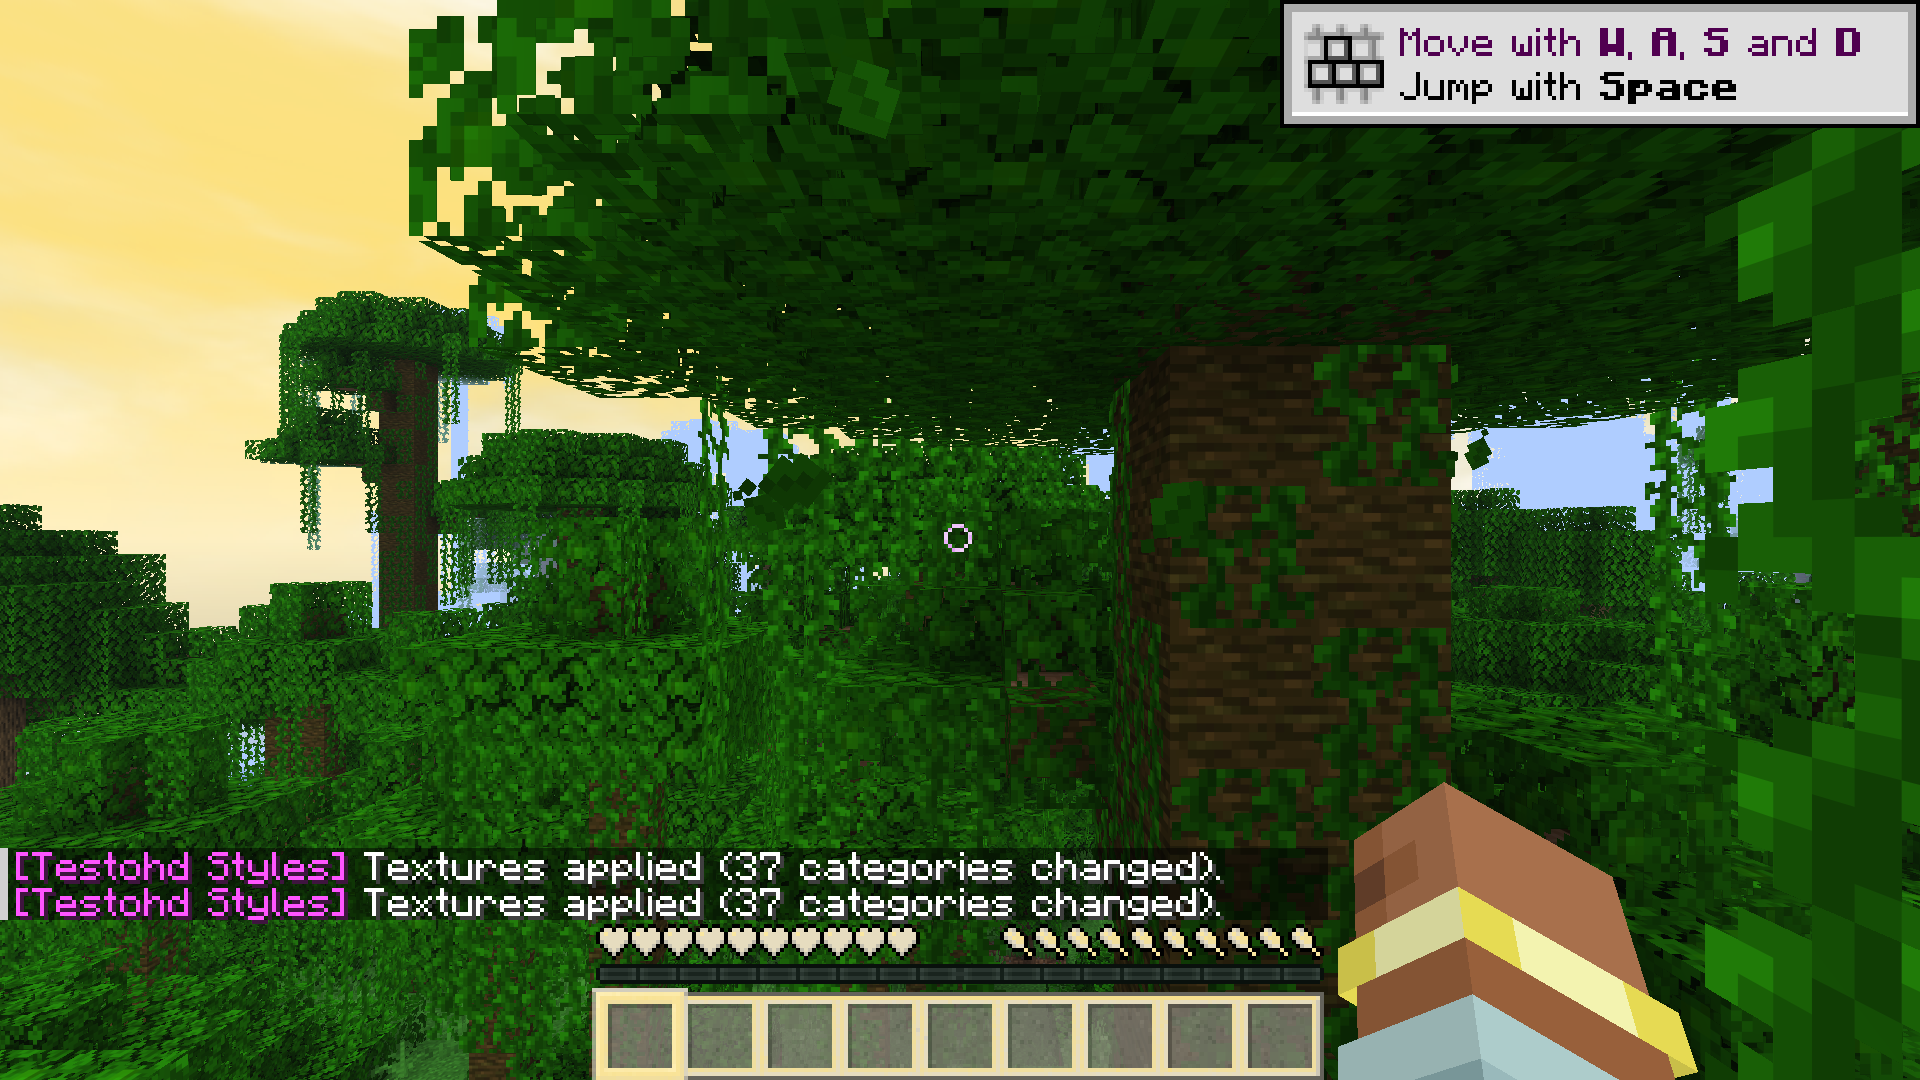 Move with W, A, S and D
Jump with Space
[Testohd Styles] Textures applied (37 categories changed).
[Testohd Styles] Textures applied (37 categories changed).